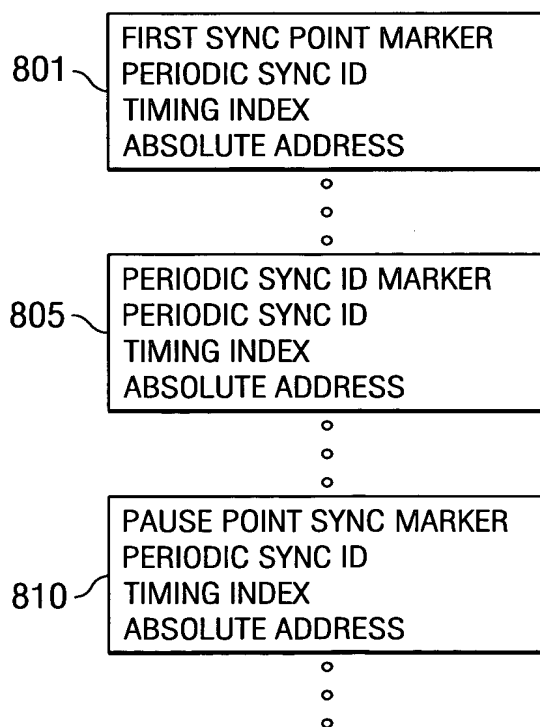 FIRST SYNC POINT MARKER
801
PERIODIC SYNC ID
TIMING INDEX
ABSOLUTE ADDRESS
PERIODIC SYNC ID MARKER
805
PERIODIC SYNC ID
TIMING INDEX
ABSOLUTE ADDRESS
PAUSE POINT SYNC MARKER
PERIODIC SYNC ID
810
TIMING INDEX
ABSOLUTE ADDRESS